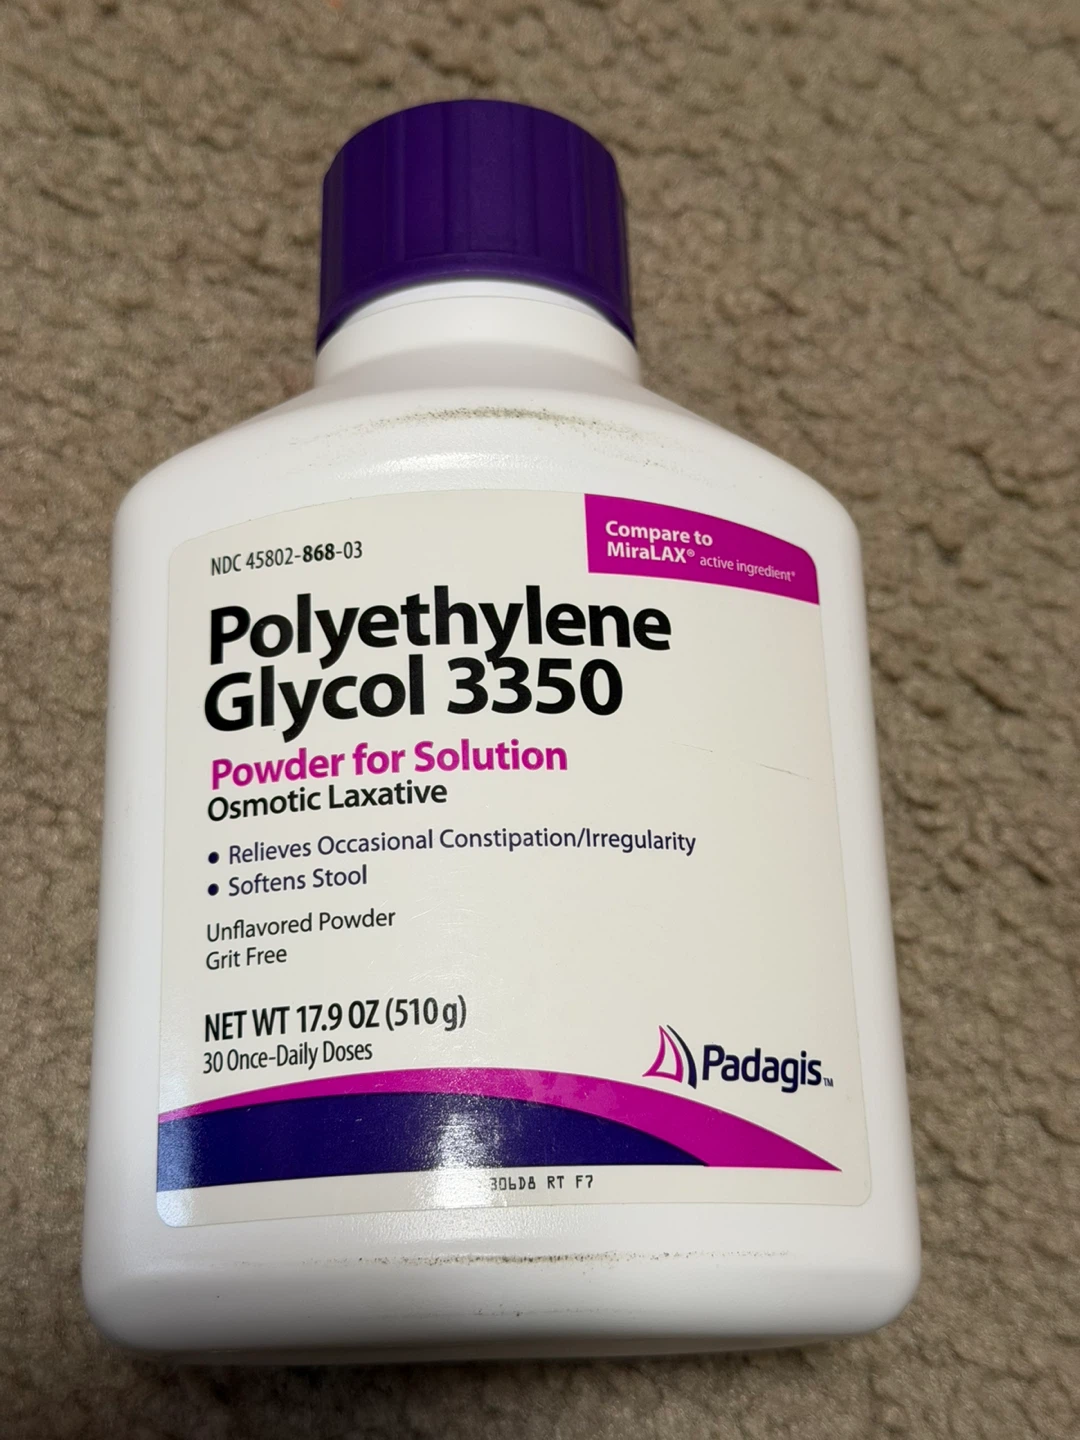 NDC 45802-868-03
Compare to
MiraLAX® active ingredient*
Polyethylene
Glycol 3350
Powder for Solution
Osmotic Laxative
• Relieves Occasional Constipation/Irregularity
• Softens Stool
Unflavored Powder
Grit Free
NET WT 17.9 OZ (510 g)
30 Once-Daily Doses
Padagis™
306D8 RT F7